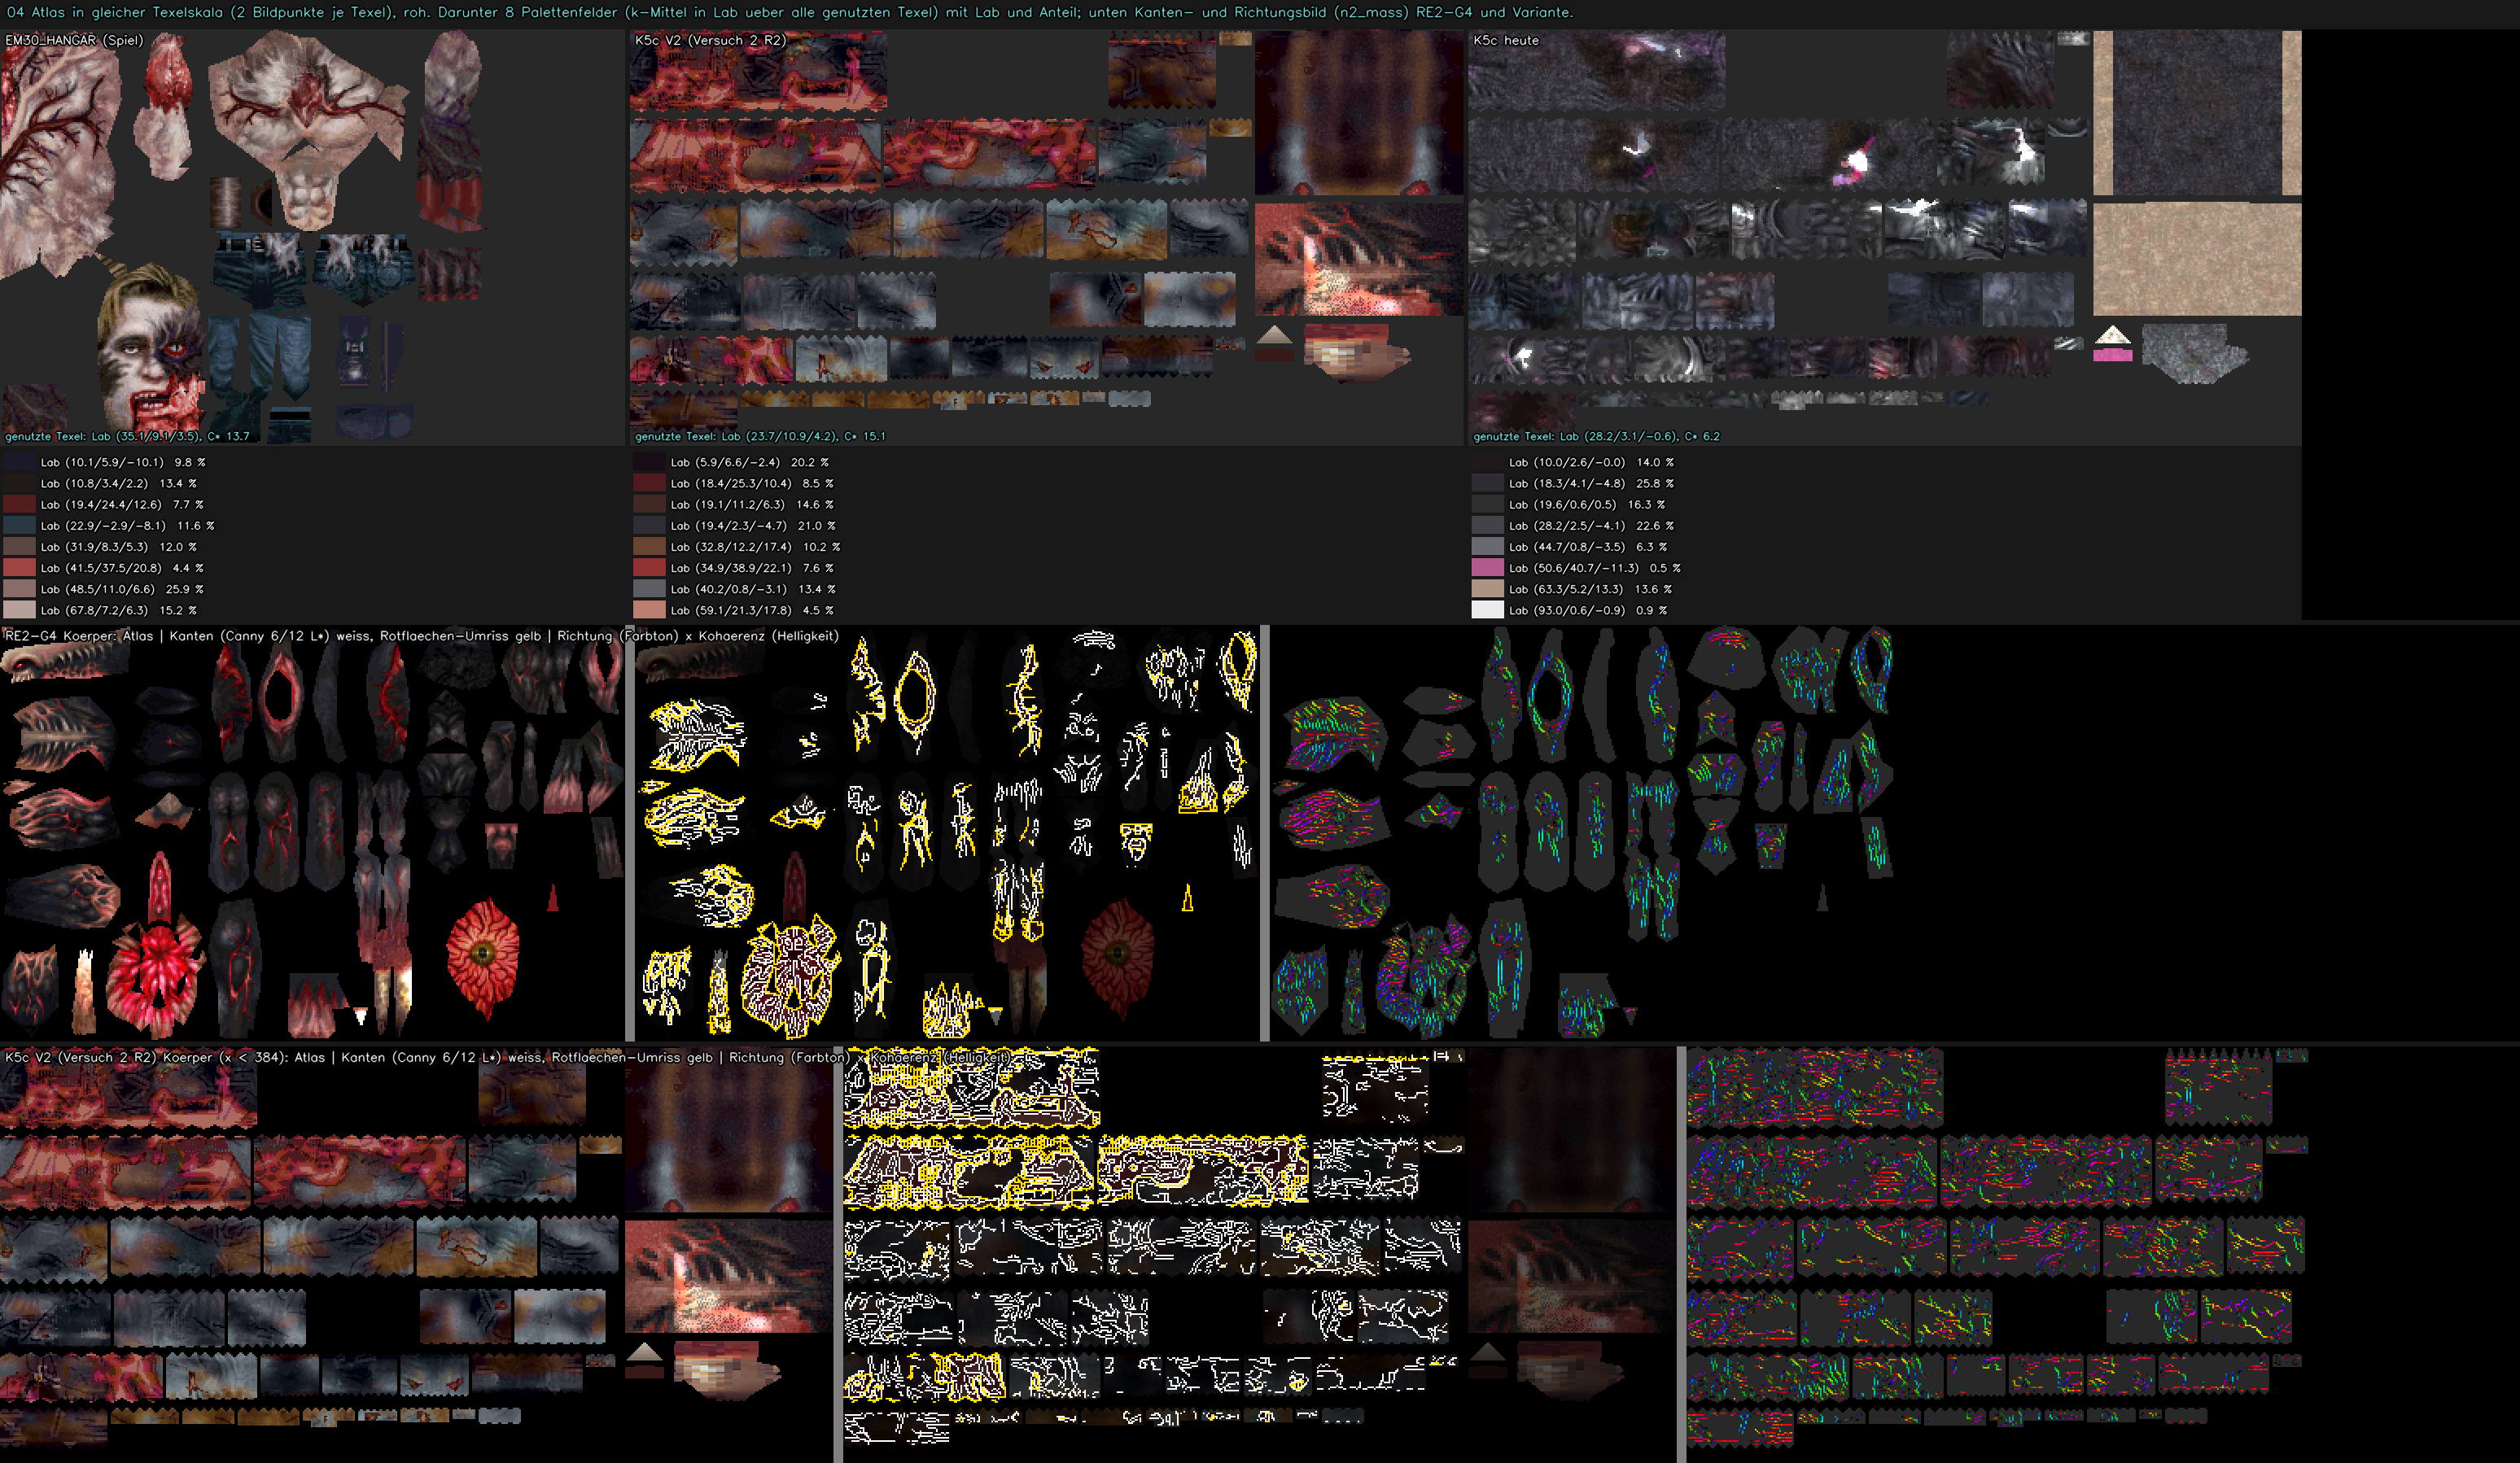 04 Atlas in gleicher Texelskala (2 Bildpunkte je Texel), roh. Darunter 8 Palettenfelder (k-Mittel in Lab ueber alle genutzten Texel) mit Lab und Anteil; unten Kanten- und Richtungsbild (n2_mass) RE2-G4 und Variante.
EM30_HANGAR (Spiel)
K5c V2 (Versuch 2 R2)
K5c heute
genutzte Texel: Lab (35.1/9.1/3.5), C* 13.7
genutzte Texel: Lab (23.7/10.9/4.2), C* 15.1
genutzte Texel: Lab (28.2/3.1/-0.6), C* 6.2
Lab (10.1/5.9/-10.1) 9.8 %
Lab (10.8/3.4/2.2) 13.4 %
Lab (19.4/24.4/12.6) 7.7 %
Lab (22.9/-2.9/-8.1) 11.6 %
Lab (31.9/8.3/5.3) 12.0 %
Lab (41.5/37.5/20.8) 4.4 %
Lab (48.5/11.0/6.6) 25.9 %
Lab (67.8/7.2/6.3) 15.2 %
Lab (5.9/6.6/-2.4) 20.2 %
Lab (18.4/25.3/10.4) 8.5 %
Lab (19.1/11.2/6.3) 14.6 %
Lab (19.4/2.3/-4.7) 21.0 %
Lab (32.8/12.2/17.4) 10.2 %
Lab (34.9/38.9/22.1) 7.6 %
Lab (40.2/0.8/-3.1) 13.4 %
Lab (59.1/21.3/17.8) 4.5 %
Lab (10.0/2.6/-0.0) 14.0 %
Lab (18.3/4.1/-4.8) 25.8 %
Lab (19.6/0.6/0.5) 16.3 %
Lab (28.2/2.5/-4.1) 22.6 %
Lab (44.7/0.8/-3.5) 6.3 %
Lab (50.6/40.7/-11.3) 0.5 %
Lab (63.3/5.2/13.3) 13.6 %
Lab (93.0/0.6/-0.9) 0.9 %
RE2-G4 Koerper: Atlas | Kanten (Canny 6/12 L*) weiss, Rotflaechen-Umriss gelb | Richtung (Farbton) x Kohaerenz (Helligkeit)
K5c V2 (Versuch 2 R2) Koerper (x < 384): Atlas | Kanten (Canny 6/12 L*) weiss, Rotflaechen-Umriss gelb | Richtung (Farbton) x Kohaerenz (Helligkeit)